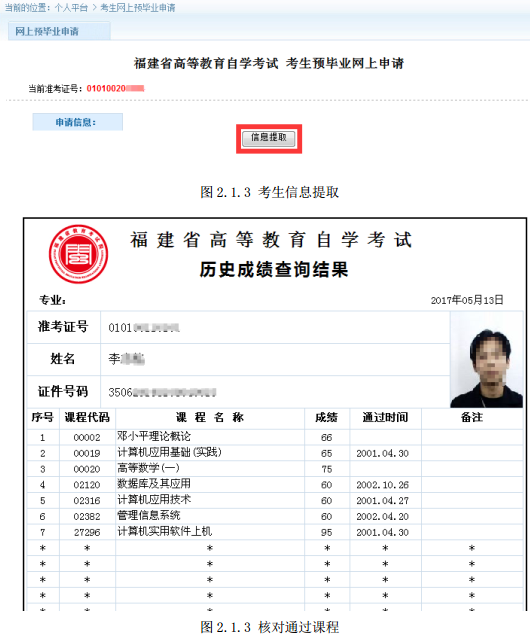 当前的位置：个人平台 > 考生网上预毕业申请
网上预毕业申请
福建省高等教育自学考试 考生预毕业网上申请
当前准考证号：01010020
申请信息：
信息提取
图 2.1.3 考生信息提取
福建省高等教育自学考试
历史成绩查询结果
专业： 2017年05月13日
准考证号 0101
姓名 李
证件号码 3506
序号 课程代码 课 程 名 称 成绩 通过时间 备注
1 00002 邓小平理论概论 66
2 00019 计算机应用基础(实践) 65 2001.04.30
3 00020 高等数学(一) 75
4 02120 数据库及其应用 60 2002.10.26
5 02316 计算机应用技术 60 2001.04.27
6 02382 管理信息系统 60 2002.04.20
7 27296 计算机实用软件上机 95 2001.04.30
* * * * * *
* * * * * *
* * * * * *
* * * * * *
* * * * * *
图 2.1.3 核对通过课程